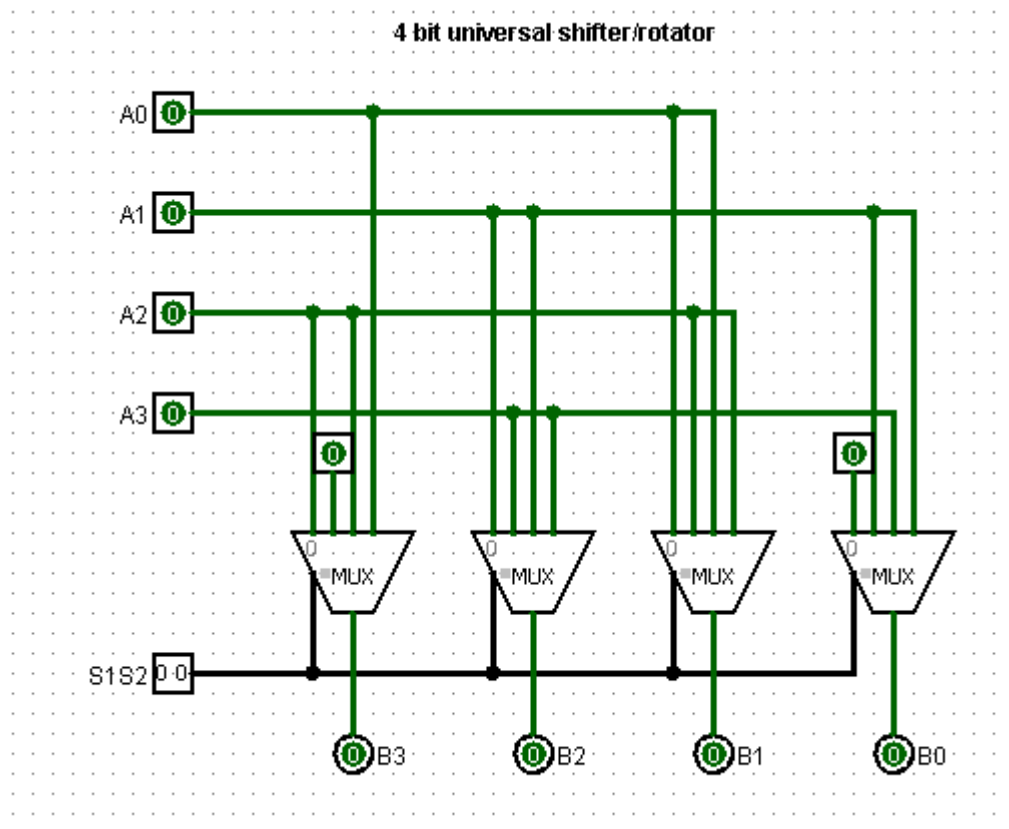 4 bit universal shifter/rotator
A0 0
A1 0
A2 0
A3 0
0 0
0 0 0 0
MUX MUX MUX MUX
S1S2 0 0
0 B3 0 B2 0 B1 0 B0